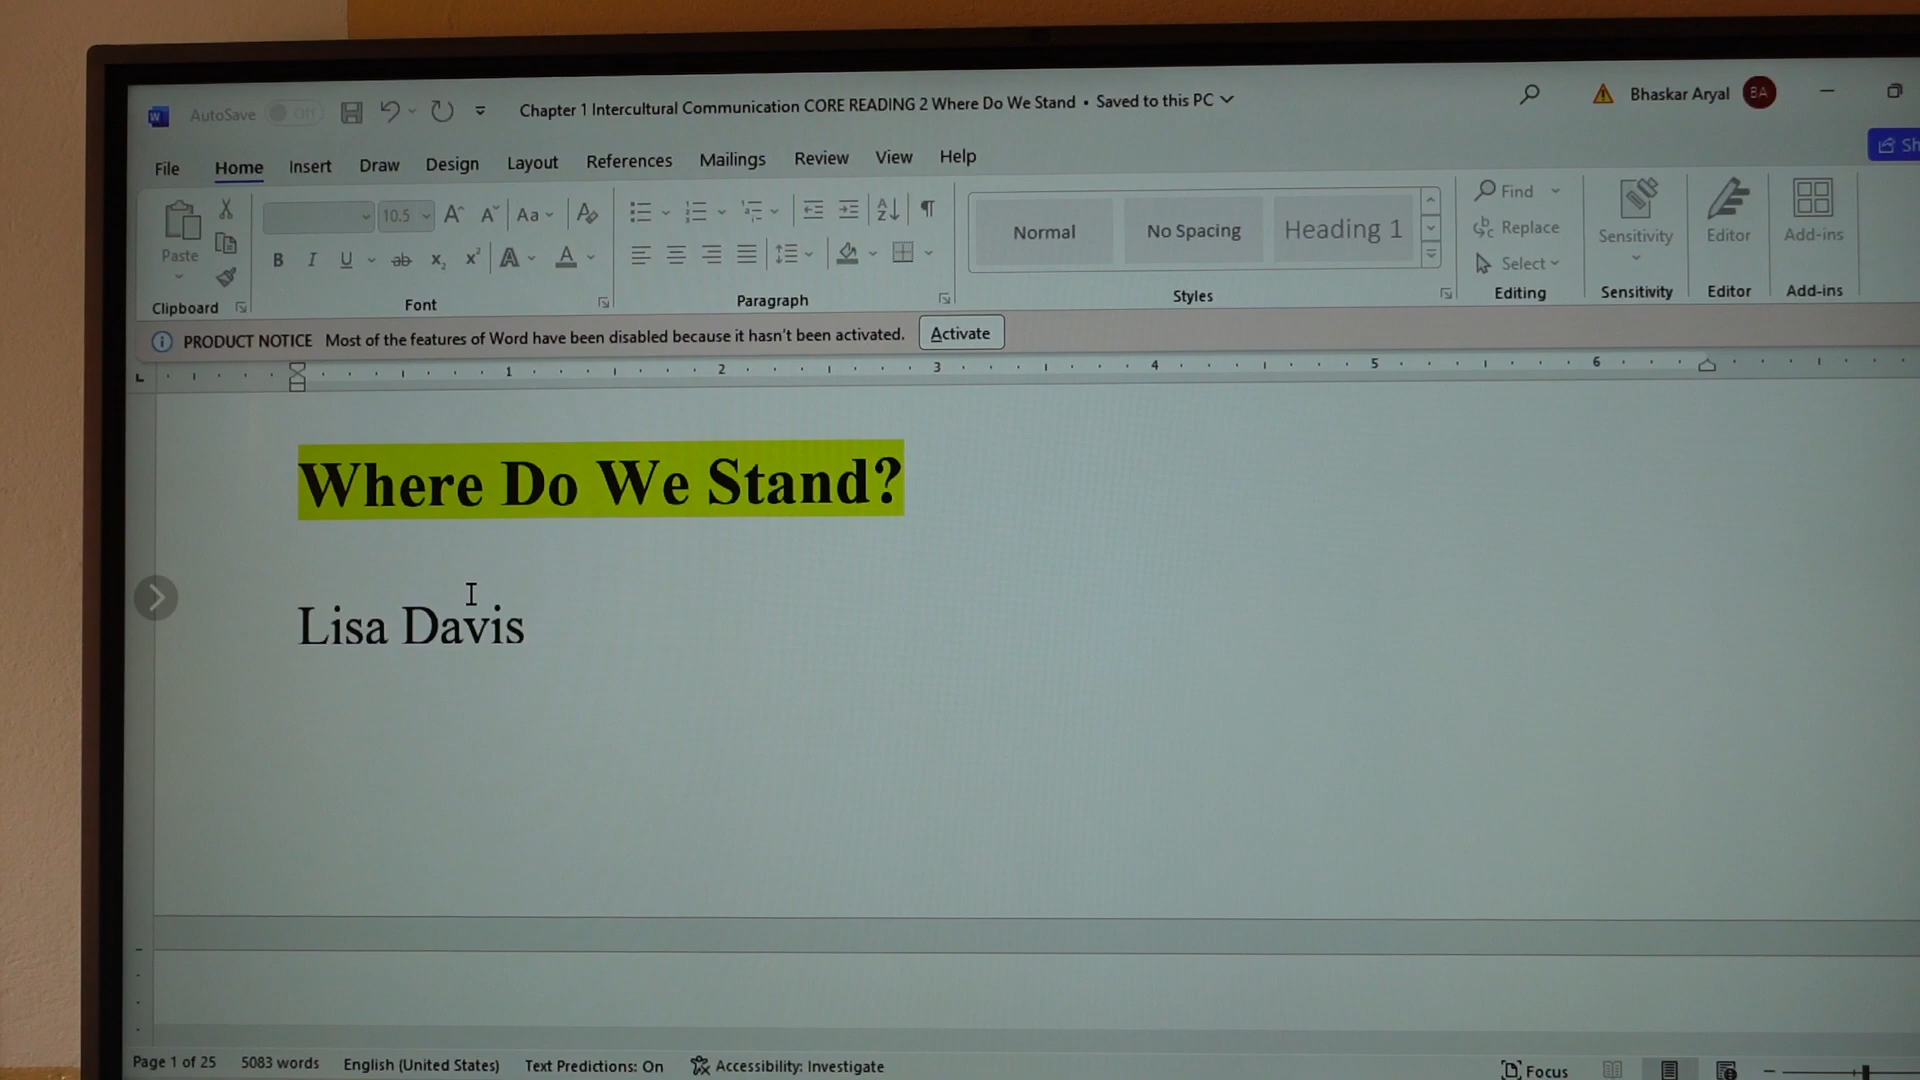 AutoSave Off Chapter 1 Intercultural Communication CORE READING 2 Where Do We Stand • Saved to this PC Bhaskar Aryal BA
File Home Insert Draw Design Layout References Mailings Review View Help Sh
Paste 10.5 Aa Normal No Spacing Heading 1 Find Replace Select Sensitivity Editor Add-ins
Clipboard Font Paragraph Styles Editing Sensitivity Editor Add-ins
PRODUCT NOTICE Most of the features of Word have been disabled because it hasn't been activated. Activate
1 2 3 4 5 6
Where Do We Stand?
Lisa Davis
Page 1 of 25 5083 words English (United States) Text Predictions: On Accessibility: Investigate Focus